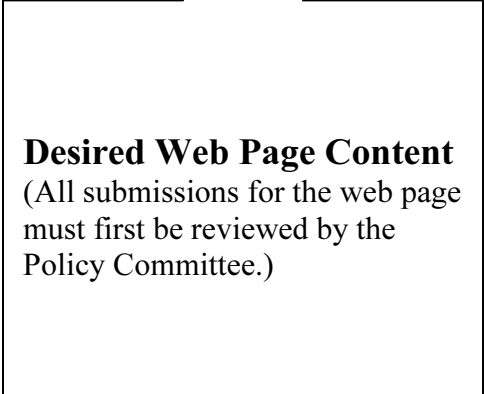 Desired Web Page Content
(All submissions for the web page
must first be reviewed by the
Policy Committee.)